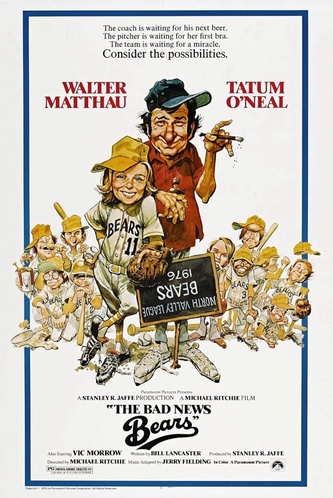 The coach is waiting for his next beer.
The pitcher is waiting for her first bra.
The team is waiting for a miracle.
Consider the possibilities.
WALTER MATTHAU
TATUM O'NEAL
BEARS
11
BEARS
3
NORTH VALLEY LEAGUE
BEARS
1976
Paramount Pictures Presents
A STANLEY R. JAFFE PRODUCTION A MICHAEL RITCHIE FILM
"THE BAD NEWS
Bears"
Also Starring VIC MORROW Written by BILL LANCASTER Produced by STANLEY R. JAFFE
Directed by MICHAEL RITCHIE Music Adapted by JERRY FIELDING In Color A Paramount Picture
PG